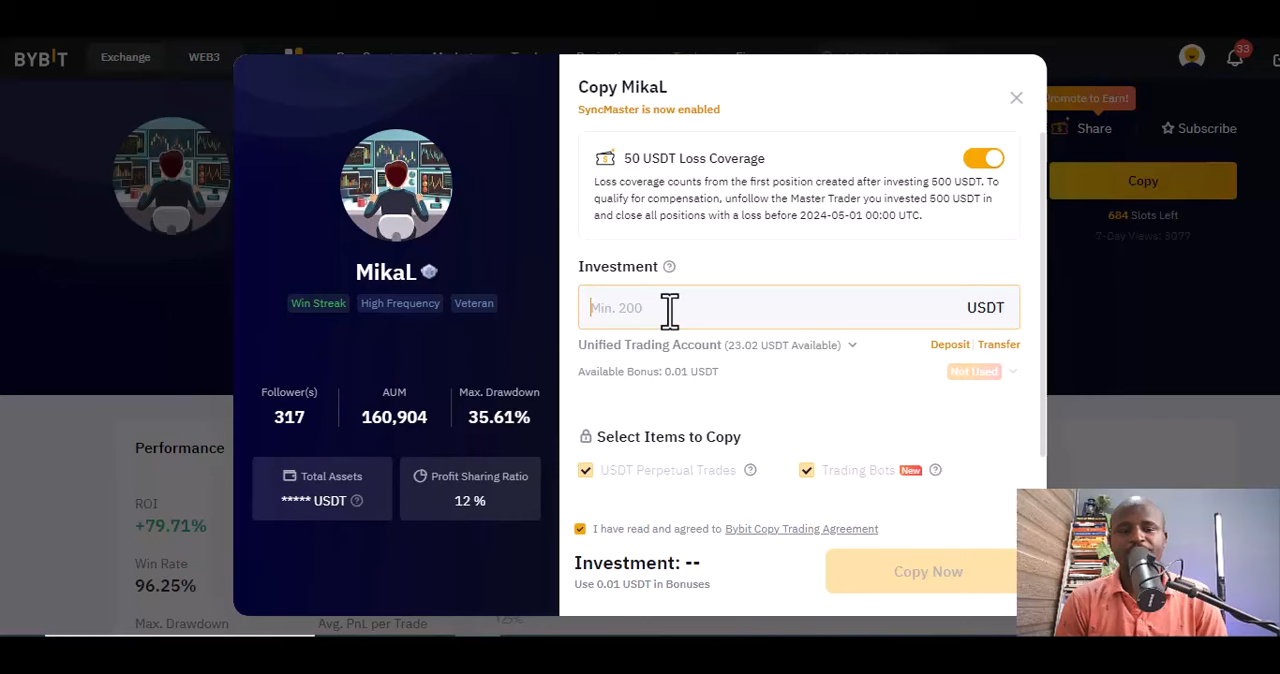 BYBIT
Exchange
WEB3
33
Promote to Earn!
Share
Subscribe
Copy
684 Slots Left
7-Day Views: 3077
MikaL
Win Streak
High Frequency
Veteran
Follower(s)
AUM
Max. Drawdown
317
160,904
35.61%
Total Assets
***** USDT
Profit Sharing Ratio
12 %
Copy MikaL
SyncMaster is now enabled
50 USDT Loss Coverage
Loss coverage counts from the first position created after investing 500 USDT. To
qualify for compensation, unfollow the Master Trader you invested 500 USDT in
and close all positions with a loss before 2024-05-01 00:00 UTC.
Investment
Min. 200
USDT
Unified Trading Account (23.02 USDT Available)
Deposit | Transfer
Available Bonus: 0.01 USDT
Not Used
Select Items to Copy
USDT Perpetual Trades
Trading Bots New
I have read and agreed to Bybit Copy Trading Agreement
Investment: --
Use 0.01 USDT in Bonuses
Copy Now
Performance
ROI
+79.71%
Win Rate
96.25%
Max. Drawdown
Avg. PnL per Trade